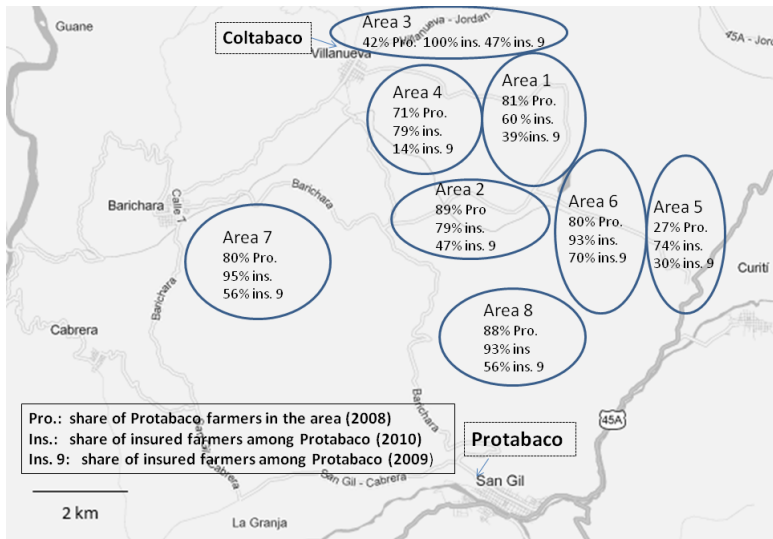 Guane
Area 3
Villanueva - Jordan
42% Pro. 100% ins. 47% ins. 9
45A - Jord
Coltabaco
Villanueva
Area 4
71% Pro.
79% ins.
14% ins. 9
Area 1
81% Pro.
60 % ins.
39%ins. 9
Barichara
Calle 7
Barichara
Area 2
89% Pro
79% ins.
47% ins. 9
Area 6
80% Pro.
93% ins.
70% ins.9
Area 5
27% Pro.
74% ins.
30% ins. 9
Area 7
80% Pro.
95% ins.
56% ins. 9
Curití
Barichara
Cabrera
Area 8
88% Pro.
93% ins
56% ins. 9
Barichara
Pro.: share of Protabaco farmers in the area (2008)
Ins.: share of insured farmers among Protabaco (2010)
Ins. 9: share of insured farmers among Protabaco (2009)
45A
Protabaco
San Gil - Cabrera
San Gil - Cabrera
San Gil
2 km
La Granja